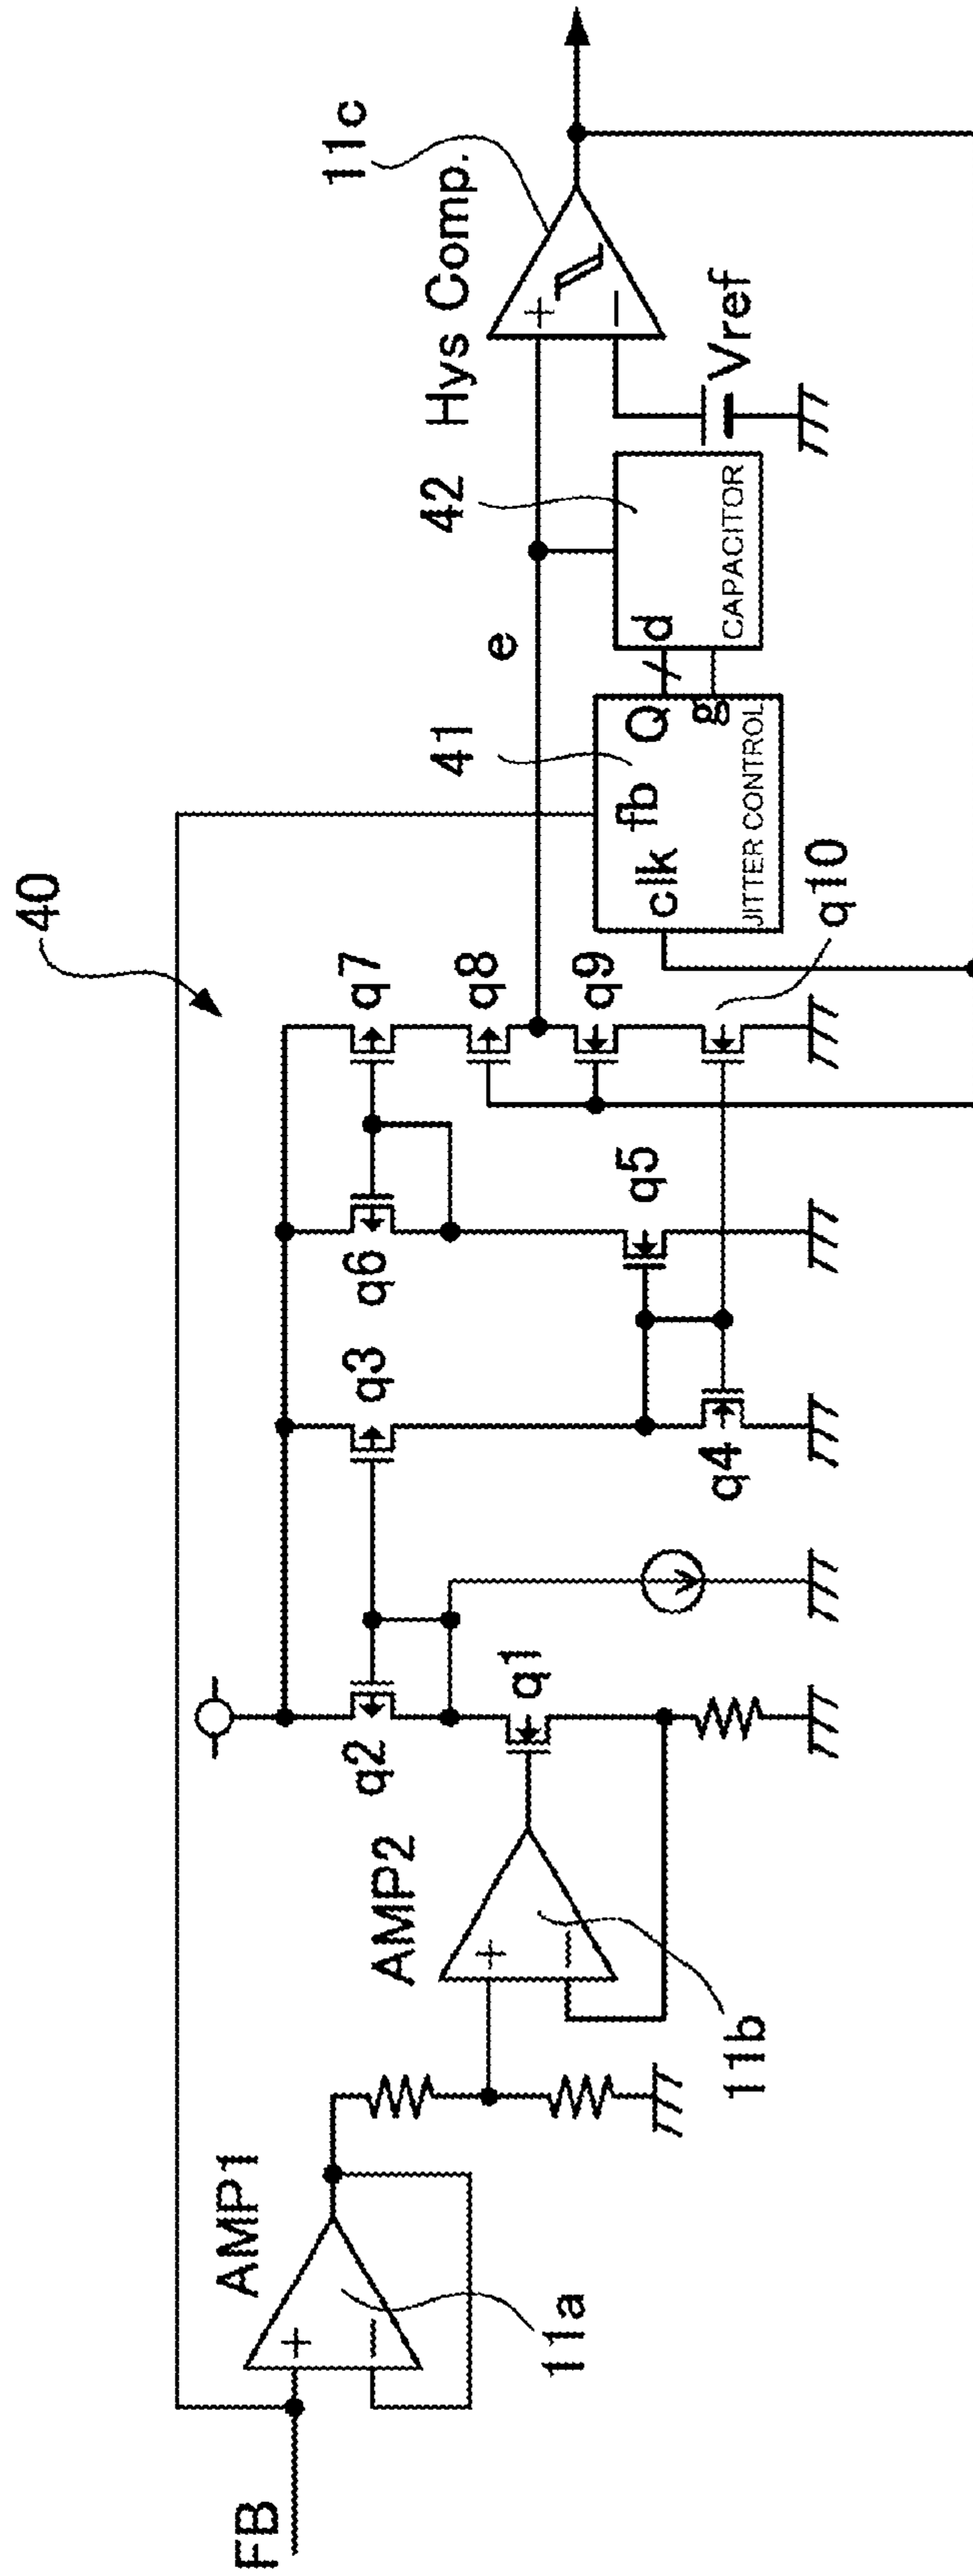 40
FB
AMP1
+
−
11a
AMP2
+
−
11b
q2
q1
q3
q4
q6
q5
q7
q8
q9
q10
41
clk
fb
Q
g
JITTER CONTROL
e
42
d
CAPACITOR
Hys Comp.
11c
+
−
Vref